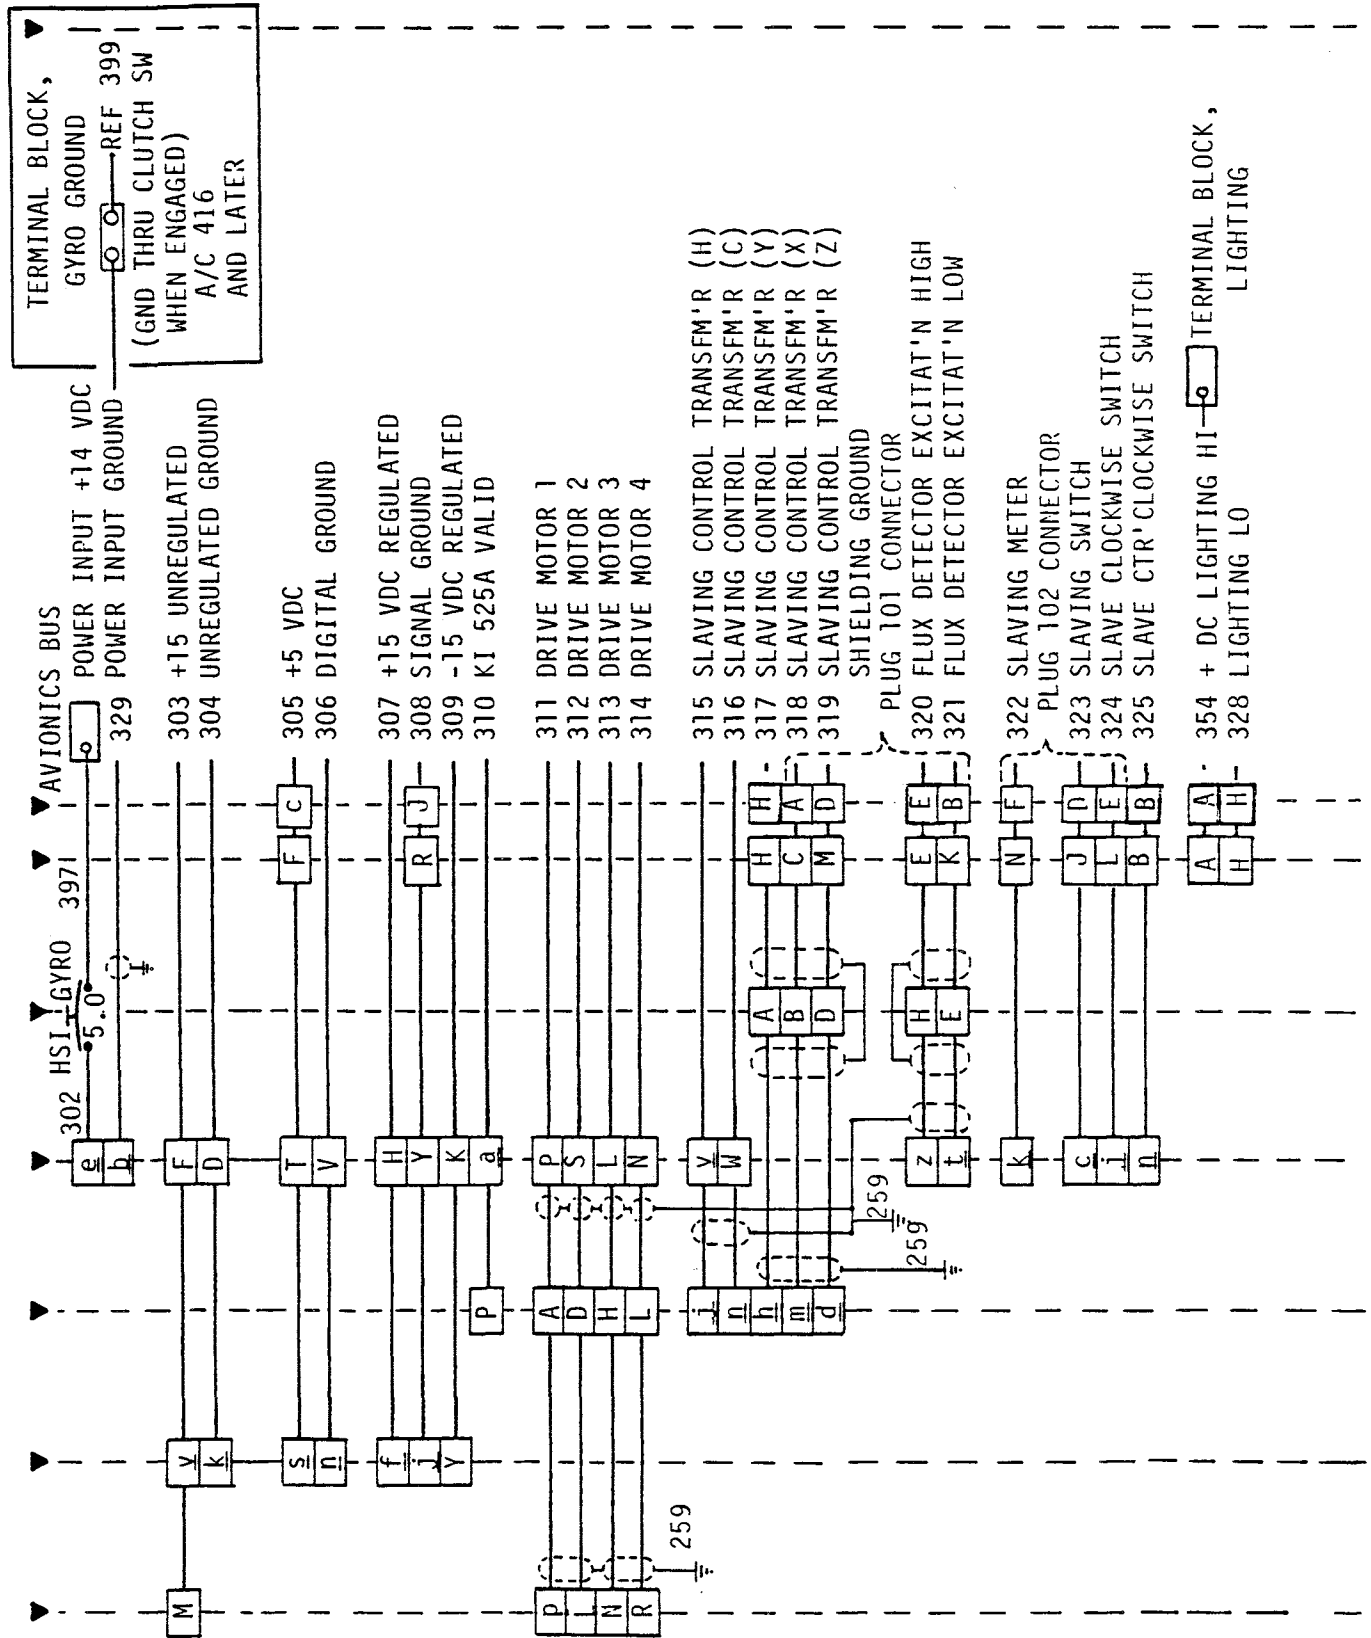 TERMINAL BLOCK,
GYRO GROUND
REF 399
(GND THRU CLUTCH SW
WHEN ENGAGED)
A/C 416
AND LATER
AVIONICS BUS
302 HSI GYRO 397
5.0
e POWER INPUT +14 VDC
b 329 POWER INPUT GROUND
M v F 303 +15 UNREGULATED
k D 304 UNREGULATED GROUND
s T F c 305 +5 VDC
n V 306 DIGITAL GROUND
f H 307 +15 VDC REGULATED
j Y R J 308 SIGNAL GROUND
y K 309 -15 VDC REGULATED
P a 310 KI 525A VALID
P A P 311 DRIVE MOTOR 1
L D S 312 DRIVE MOTOR 2
N H L 313 DRIVE MOTOR 3
R L N 314 DRIVE MOTOR 4
259
j v 315 SLAVING CONTROL TRANSFM'R (H)
n W 316 SLAVING CONTROL TRANSFM'R (C)
h A H H 317 SLAVING CONTROL TRANSFM'R (Y)
m B C A 318 SLAVING CONTROL TRANSFM'R (X)
d D M D 319 SLAVING CONTROL TRANSFM'R (Z)
SHIELDING GROUND
259
PLUG 101 CONNECTOR
259
z H E E 320 FLUX DETECTOR EXCITAT'N HIGH
t E K B 321 FLUX DETECTOR EXCITAT'N LOW
k N F 322 SLAVING METER
PLUG 102 CONNECTOR
c J D 323 SLAVING SWITCH
i L E 324 SLAVE CLOCKWISE SWITCH
n B B 325 SLAVE CTR'CLOCKWISE SWITCH
A A 354 + DC LIGHTING HI TERMINAL BLOCK,
H H 328 LIGHTING LO LIGHTING